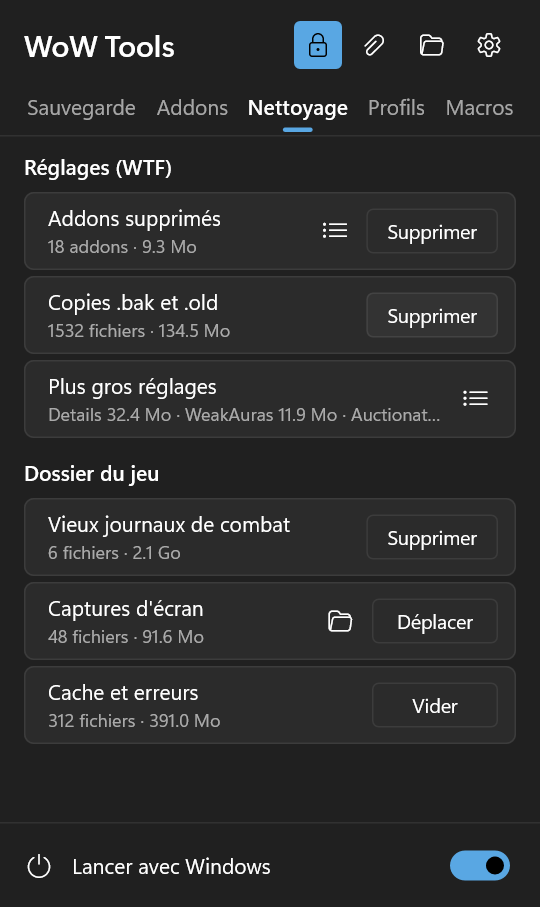 WoW Tools
Sauvegarde Addons Nettoyage Profils Macros
Réglages (WTF)
Addons supprimés
18 addons · 9.3 Mo
Supprimer
Copies .bak et .old
1532 fichiers · 134.5 Mo
Supprimer
Plus gros réglages
Details 32.4 Mo · WeakAuras 11.9 Mo · Auctionat...
Dossier du jeu
Vieux journaux de combat
6 fichiers · 2.1 Go
Supprimer
Captures d'écran
48 fichiers · 91.6 Mo
Déplacer
Cache et erreurs
312 fichiers · 391.0 Mo
Vider
Lancer avec Windows